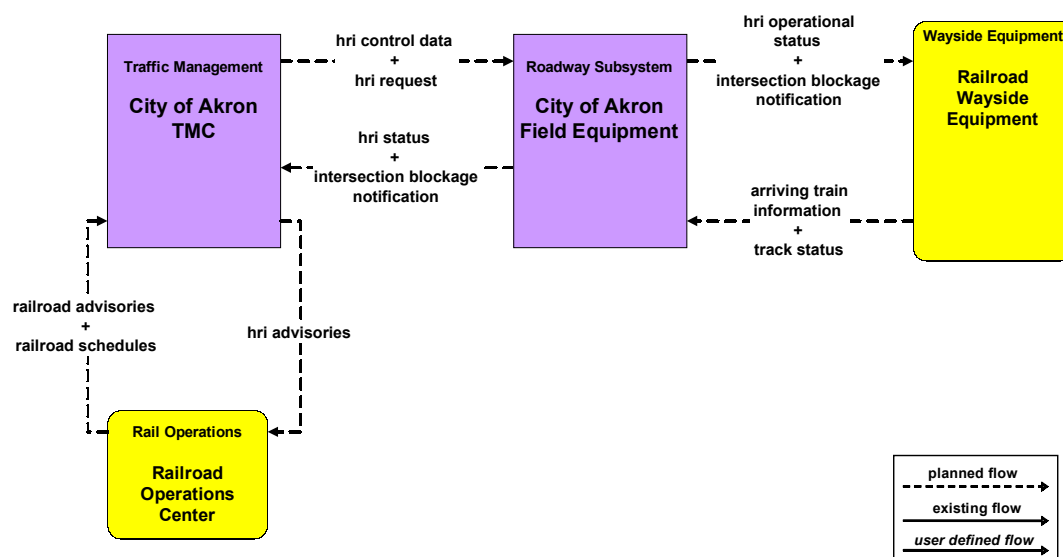 Traffic Management
City of Akron
TMC
hri control data
+
hri request
Roadway Subsystem
City of Akron
Field Equipment
hri operational
status
+
intersection blockage
notification
Wayside Equipment
Railroad
Wayside
Equipment
hri status
+
intersection blockage
notification
arriving train
information
+
track status
railroad advisories
+
railroad schedules
hri advisories
Rail Operations
Railroad
Operations
Center
planned flow
existing flow
user defined flow